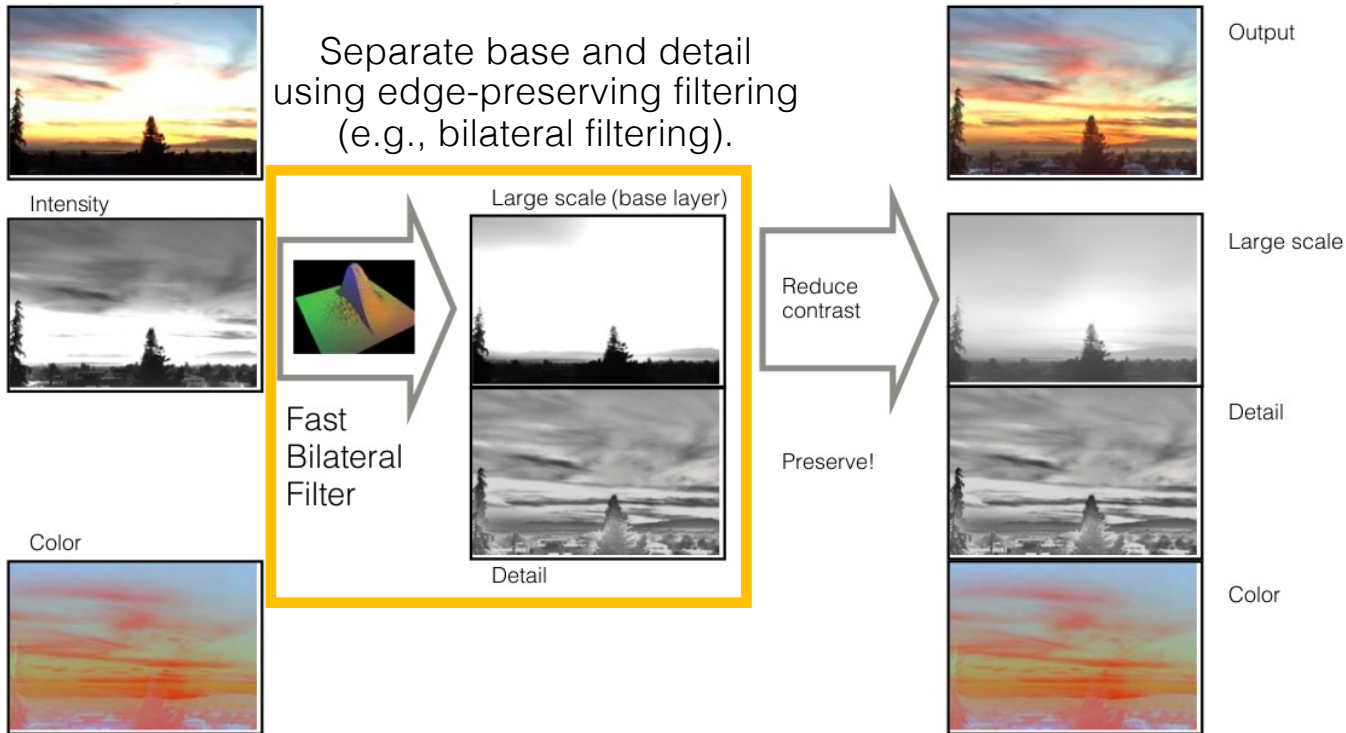 Separate base and detail
using edge-preserving filtering
(e.g., bilateral filtering).
Output
Intensity
Large scale (base layer)
Large scale
Reduce
contrast
Fast
Bilateral
Filter
Detail
Preserve!
Color
Detail
Color